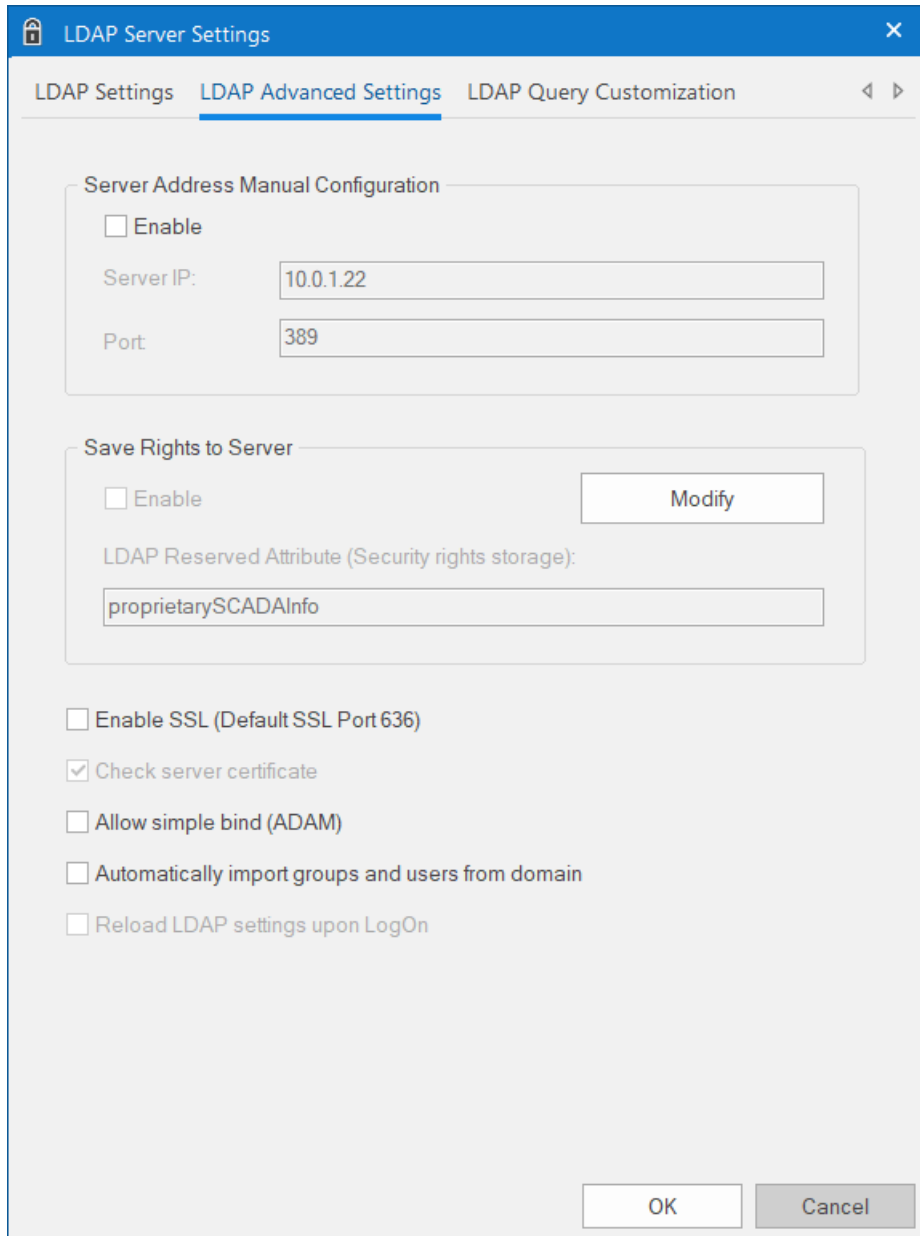 LDAP Server Settings
LDAP Settings LDAP Advanced Settings LDAP Query Customization
Server Address Manual Configuration
Enable
Server IP: 10.0.1.22
Port: 389
Save Rights to Server
Enable Modify
LDAP Reserved Attribute (Security rights storage):
proprietarySCADAInfo
Enable SSL (Default SSL Port 636)
Check server certificate
Allow simple bind (ADAM)
Automatically import groups and users from domain
Reload LDAP settings upon LogOn
OK Cancel